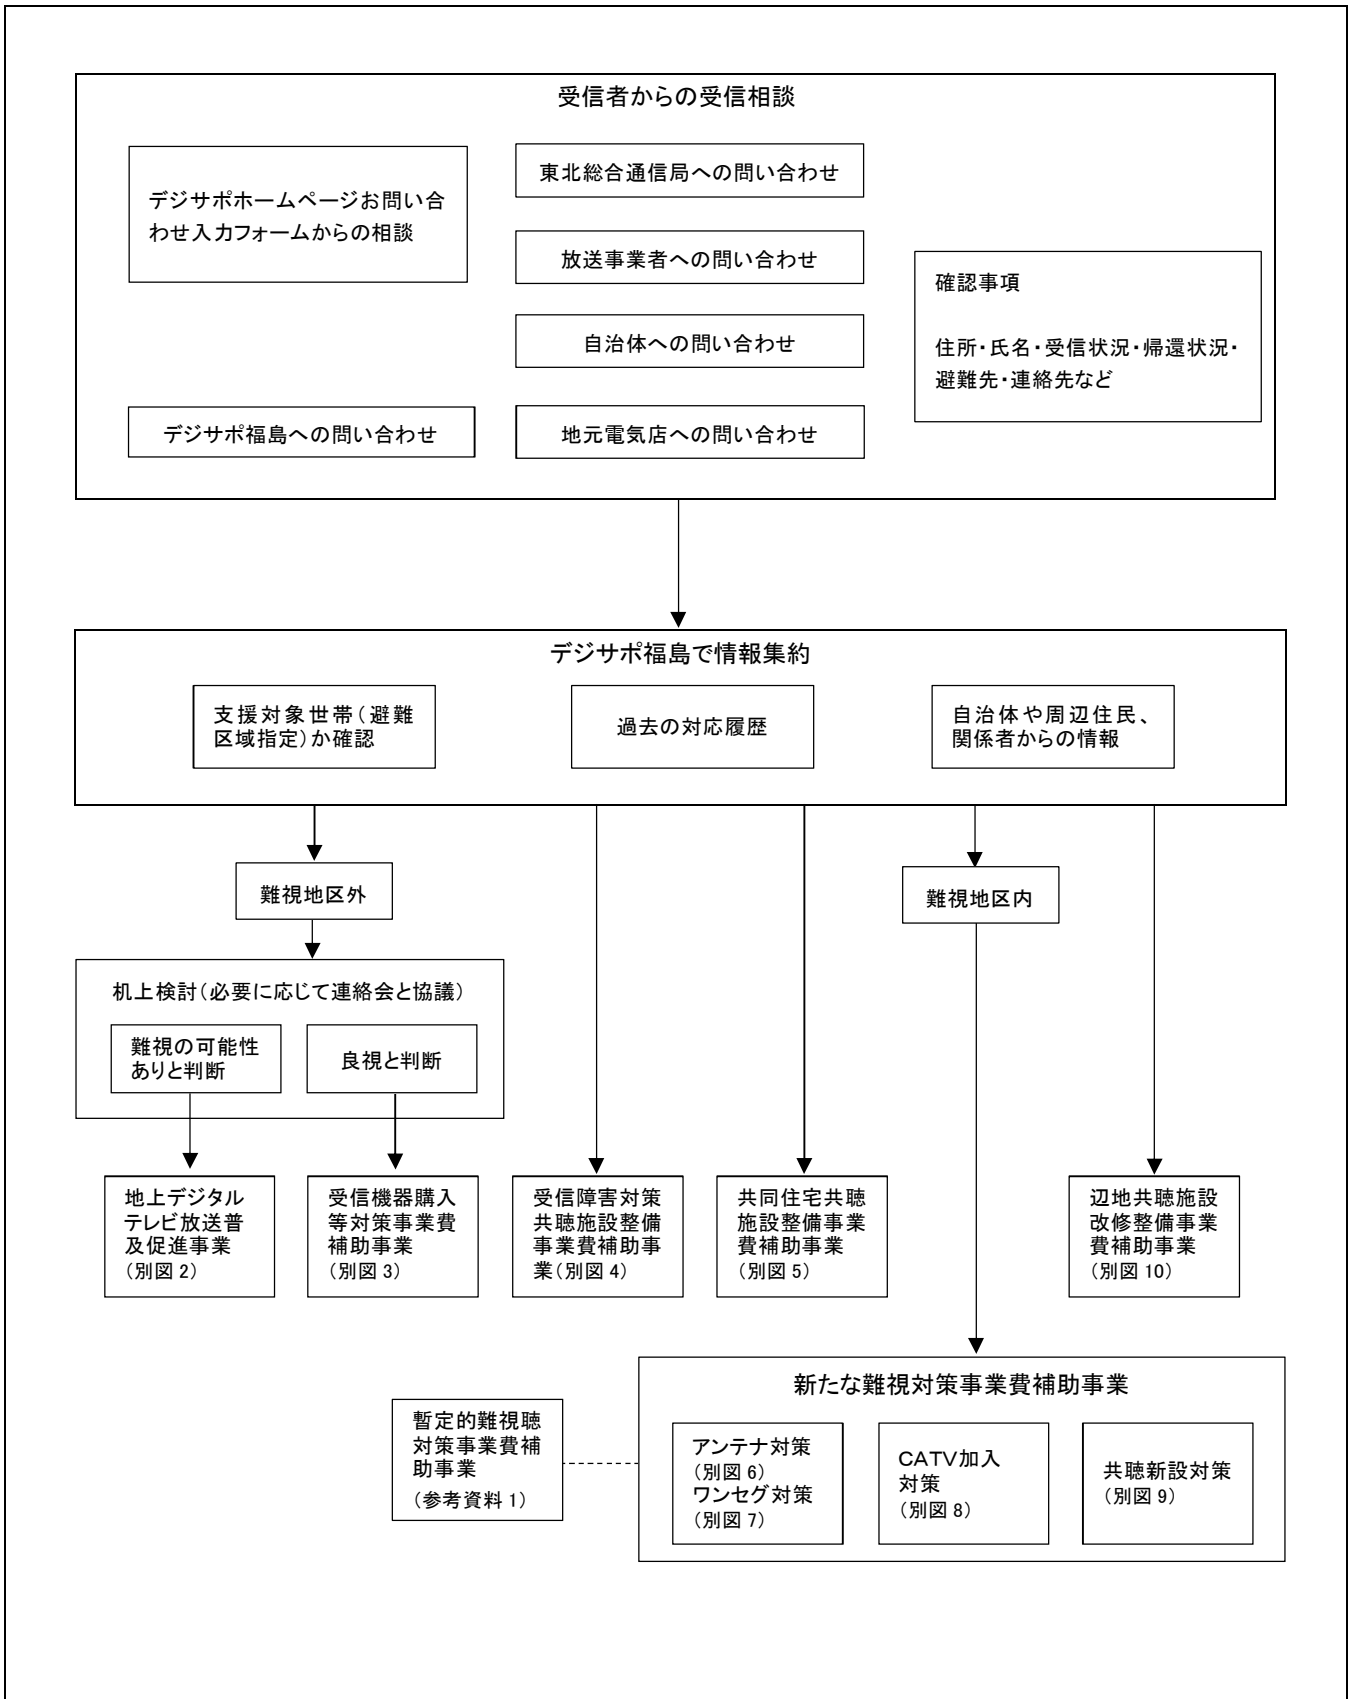 受信者からの受信相談
デジサポホームページお問い合
わせ入力フォームからの相談
東北総合通信局への問い合わせ
放送事業者への問い合わせ
自治体への問い合わせ
確認事項
住所・氏名・受信状況・帰還状況・
避難先・連絡先など
デジサポ福島への問い合わせ
地元電気店への問い合わせ
デジサポ福島で情報集約
支援対象世帯（避難
区域指定）か確認
過去の対応履歴
自治体や周辺住民、
関係者からの情報
難視地区外
難視地区内
机上検討（必要に応じて連絡会と協議）
難視の可能性
ありと判断
良視と判断
地上デジタル
テレビ放送普
及促進事業
（別図 2）
受信機器購入
等対策事業費
補助事業
（別図 3）
受信障害対策
共聴施設整備
事業費補助事
業（別図 4）
共同住宅共聴
施設整備事業
費補助事業
（別図 5）
辺地共聴施設
改修整備事業
費補助事業
（別図 10）
新たな難視対策事業費補助事業
暫定的難視聴
対策事業費補
助事業
（参考資料 1）
アンテナ対策
（別図 6）
ワンセグ対策
（別図 7）
ＣＡＴＶ加入
対策
（別図 8）
共聴新設対策
（別図 9）